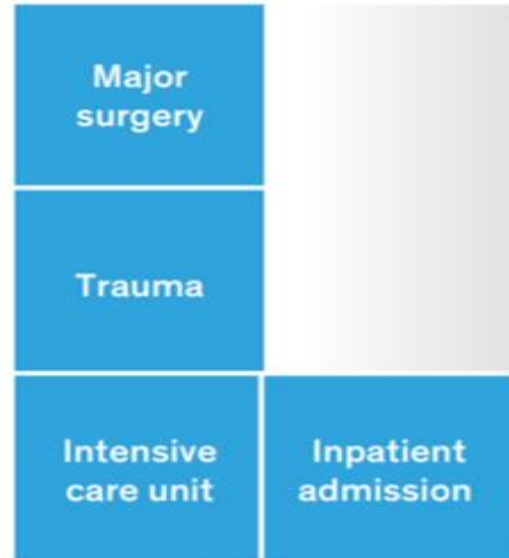 Major
surgery
Trauma
Intensive
care unit
Inpatient
admission